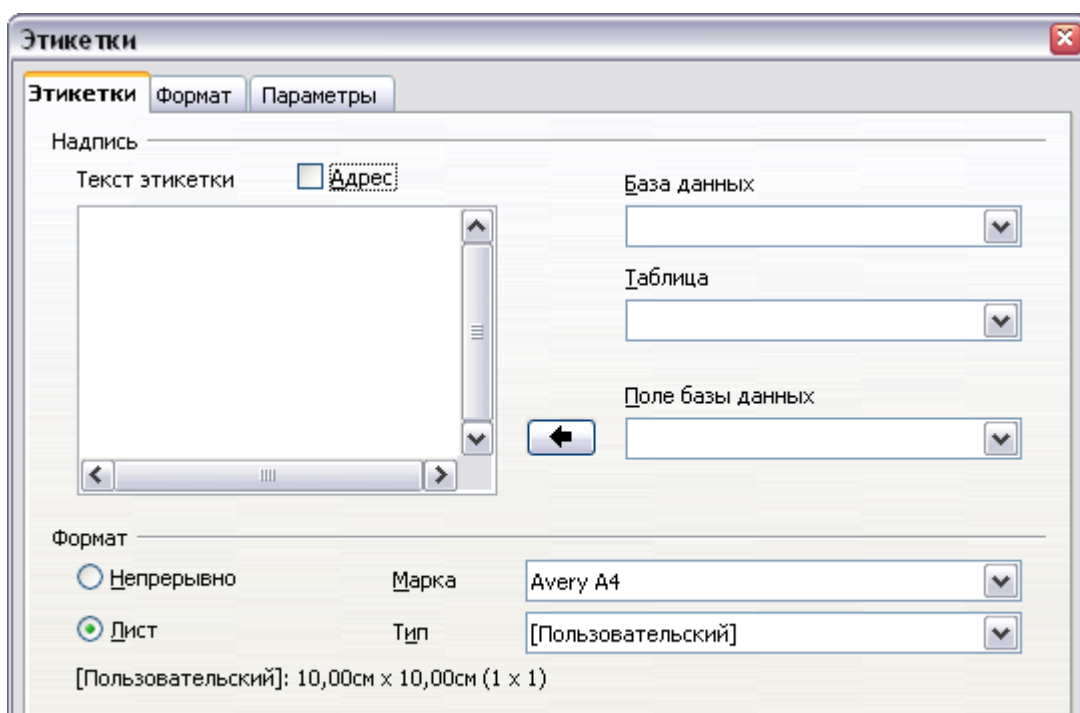 Этикетки
Этикетки Формат Параметры
Надпись
Текст этикетки Адрес
База данных
Таблица
Поле базы данных
Формат
Непрерывно Марка Avery A4
Лист Тип [Пользовательский]
[Пользовательский]: 10,00см x 10,00см (1 x 1)